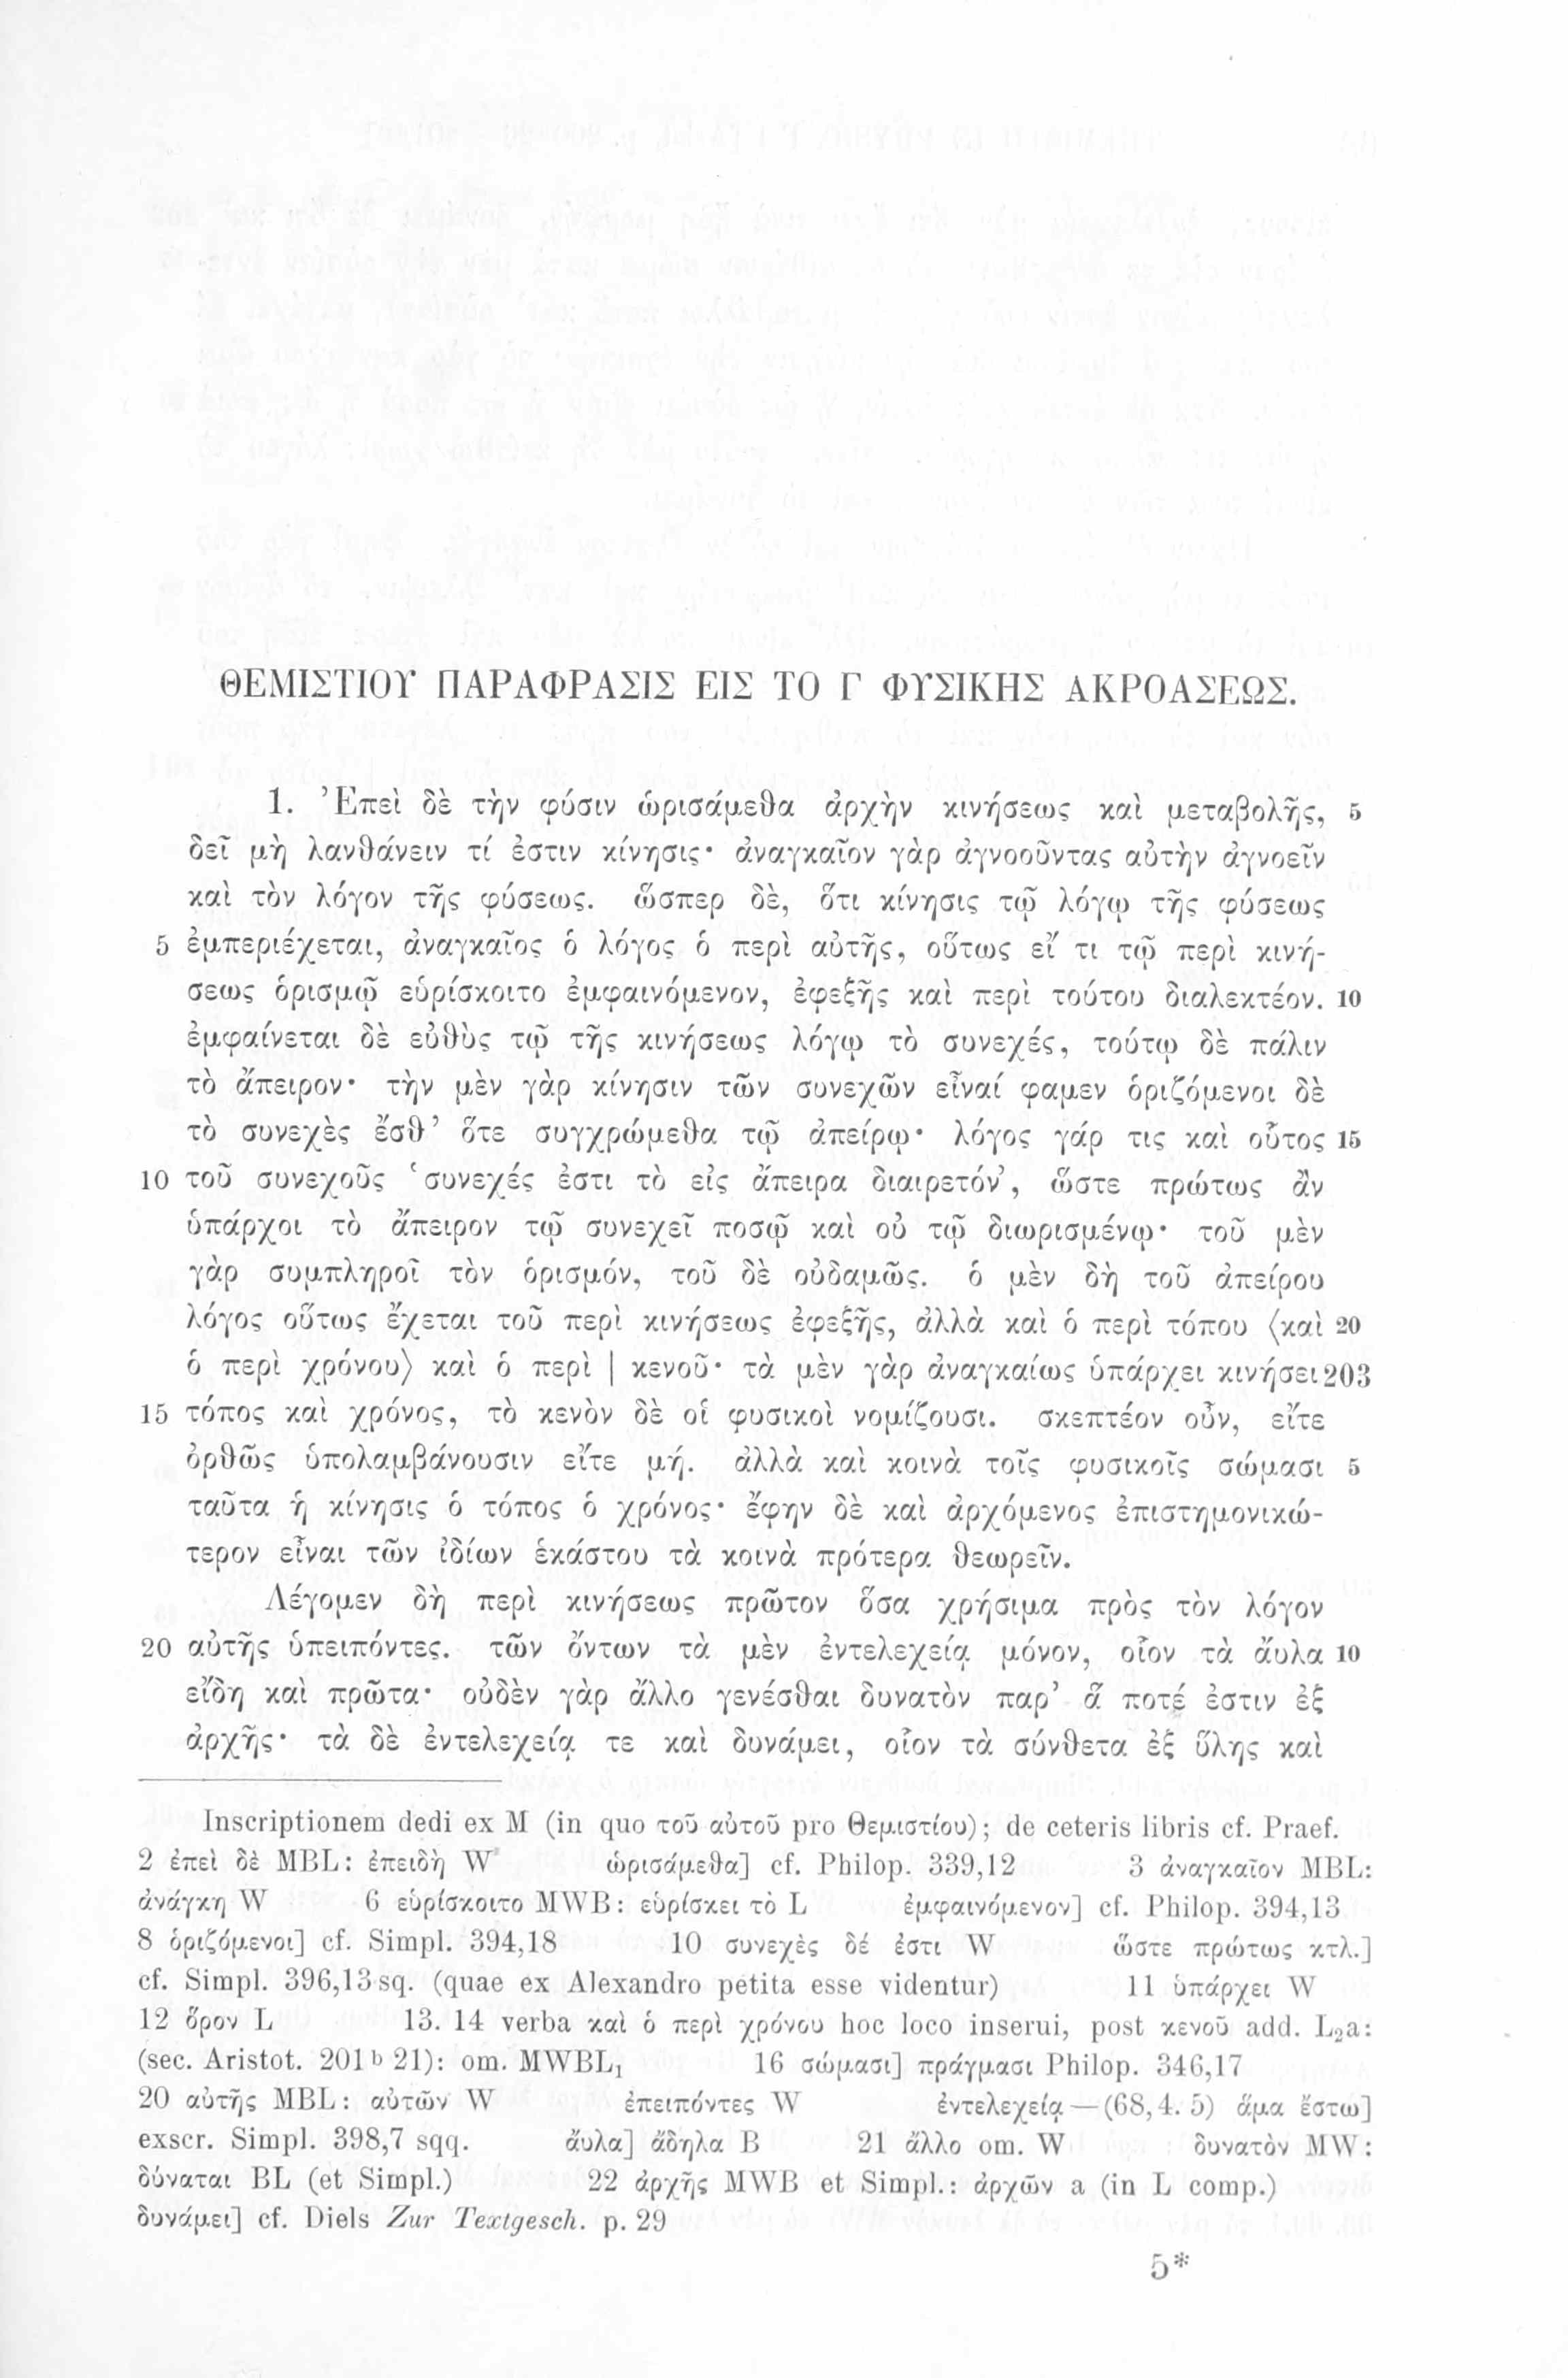 ΘΕΜΙΣΤΙΟΥ ΠΑΡΑΦΡΑΣΙΣ ΕΙΣ ΤΟ Γ ΦΥΣΙΚΗΣ ΑΚΡΟΑΣΕΩΣ.
1. Ἐπεὶ δὲ τὴν φύσιν ὡρισάμεθα ἀρχὴν κινήσεως καὶ μεταβολῆς, 5
δεῖ μὴ λανθάνειν τί ἐστιν κίνησις· ἀναγκαῖον γὰρ ἀγνοοῦντας αὐτὴν ἀγνοεῖν
καὶ τὸν λόγον τῆς φύσεως. ὥσπερ δὲ, ὅτι κίνησις τῷ λόγῳ τῆς φύσεως
5 ἐμπεριέχεται, ἀναγκαῖος ὁ λόγος ὁ περὶ αὐτῆς, οὕτως εἴ τι τῷ περὶ κινή-
σεως ὁρισμῷ εὑρίσκοιτο ἐμφαινόμενον, ἐφεξῆς καὶ περὶ τούτου διαλεκτέον. 10
ἐμφαίνεται δὲ εὐθὺς τῷ τῆς κινήσεως λόγῳ τὸ συνεχές, τούτῳ δὲ πάλιν
τὸ ἄπειρον· τὴν μὲν γὰρ κίνησιν τῶν συνεχῶν εἶναί φαμεν ὁριζόμενοι δὲ
τὸ συνεχὲς ἔσθ’ ὅτε συγχρώμεθα τῷ ἀπείρῳ· λόγος γάρ τις καὶ οὗτος 15
10 τοῦ συνεχοῦς ‘συνεχές ἐστι τὸ εἰς ἄπειρα διαιρετόν’, ὥστε πρώτως ἂν
ὑπάρχοι τὸ ἄπειρον τῷ συνεχεῖ ποσῷ καὶ οὐ τῷ διωρισμένῳ· τοῦ μὲν
γὰρ συμπληροῖ τὸν ὁρισμόν, τοῦ δὲ οὐδαμῶς. ὁ μὲν δὴ τοῦ ἀπείρου
λόγος οὕτως ἔχεται τοῦ περὶ κινήσεως ἐφεξῆς, ἀλλὰ καὶ ὁ περὶ τόπου ⟨καὶ 20
ὁ περὶ χρόνου⟩ καὶ ὁ περὶ | κενοῦ· τὰ μὲν γὰρ ἀναγκαίως ὑπάρχει κινήσει 203
15 τόπος καὶ χρόνος, τὸ κενὸν δὲ οἱ φυσικοὶ νομίζουσι. σκεπτέον οὖν, εἴτε
ὀρθῶς ὑπολαμβάνουσιν εἴτε μή. ἀλλὰ καὶ κοινὰ τοῖς φυσικοῖς σώμασι 5
ταῦτα ἡ κίνησις ὁ τόπος ὁ χρόνος· ἔφην δὲ καὶ ἀρχόμενος ἐπιστημονικώ-
τερον εἶναι τῶν ἰδίων ἑκάστου τὰ κοινὰ πρότερα θεωρεῖν.
Λέγομεν δὴ περὶ κινήσεως πρῶτον ὅσα χρήσιμα πρὸς τὸν λόγον
20 αὐτῆς ὑπειπόντες. τῶν ὄντων τὰ μὲν ἐντελεχείᾳ μόνον, οἷον τὰ ἄυλα 10
εἴδη καὶ πρῶτα· οὐδὲν γὰρ ἄλλο γενέσθαι δυνατὸν παρ’ ἅ ποτέ ἐστιν ἐξ
ἀρχῆς· τὰ δὲ ἐντελεχείᾳ τε καὶ δυνάμει, οἷον τὰ σύνθετα ἐξ ὕλης καὶ
Inscriptionem dedi ex M (in quo τοῦ αὐτοῦ pro Θεμιστίου); de ceteris libris cf. Praef.
2 ἐπεὶ δὲ MBL: ἐπειδὴ W ὡρισάμεθα] cf. Philop. 339,12 3 ἀναγκαῖον MBL:
ἀνάγκη W 6 εὑρίσκοιτο MWB: εὑρίσκει τὸ L ἐμφαινόμενον] cf. Philop. 394,13
8 ὁριζόμενοι] cf. Simpl. 394,18 10 συνεχὲς δέ ἐστι W ὥστε πρώτως κτλ.]
cf. Simpl. 396,13 sq. (quae ex Alexandro petita esse videntur) 11 ὑπάρχει W
12 ὅρον L 13. 14 verba καὶ ὁ περὶ χρόνου hoc loco inserui, post κενοῦ add. L₂a:
(sec. Aristot. 201ᵇ 21): om. MWBL₁ 16 σώμασι] πράγμασι Philop. 346,17
20 αὐτῆς MBL: αὐτῶν W ἐπειπόντες W ἐντελεχείᾳ — (68,4. 5) ἅμα ἔστω]
exscr. Simpl. 398,7 sqq. ἄυλα] ἄδηλα B 21 ἄλλο om. W δυνατὸν MW:
δύναται BL (et Simpl.) 22 ἀρχῆς MWB et Simpl.: ἀρχῶν a (in L comp.)
δυνάμει] cf. Diels Zur Textgesch. p. 29
5*